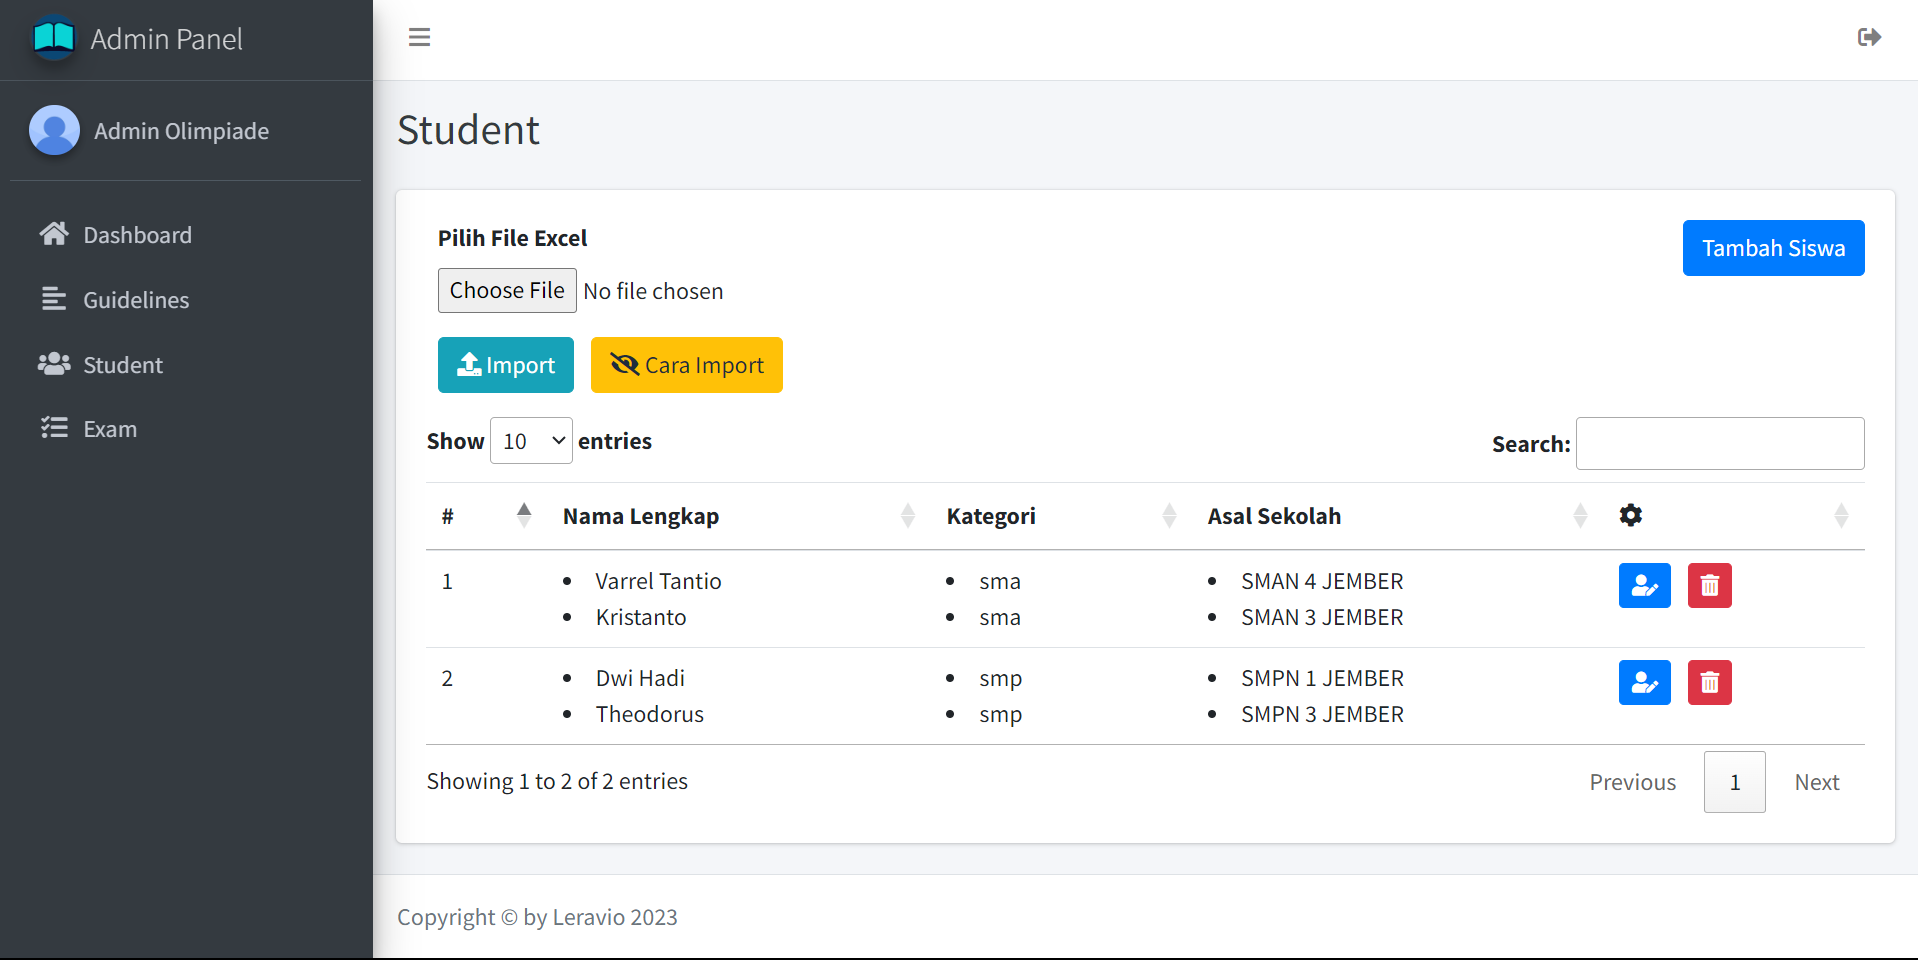 Admin Panel
Admin Olimpiade
Dashboard
Guidelines
Student
Exam
Student
Pilih File Excel
Tambah Siswa
Choose File No file chosen
Import Cara Import
Show 10 entries Search:
# Nama Lengkap Kategori Asal Sekolah
1 • Varrel Tantio • sma • SMAN 4 JEMBER
• Kristanto • sma • SMAN 3 JEMBER
2 • Dwi Hadi • smp • SMPN 1 JEMBER
• Theodorus • smp • SMPN 3 JEMBER
Showing 1 to 2 of 2 entries Previous 1 Next
Copyright © by Leravio 2023